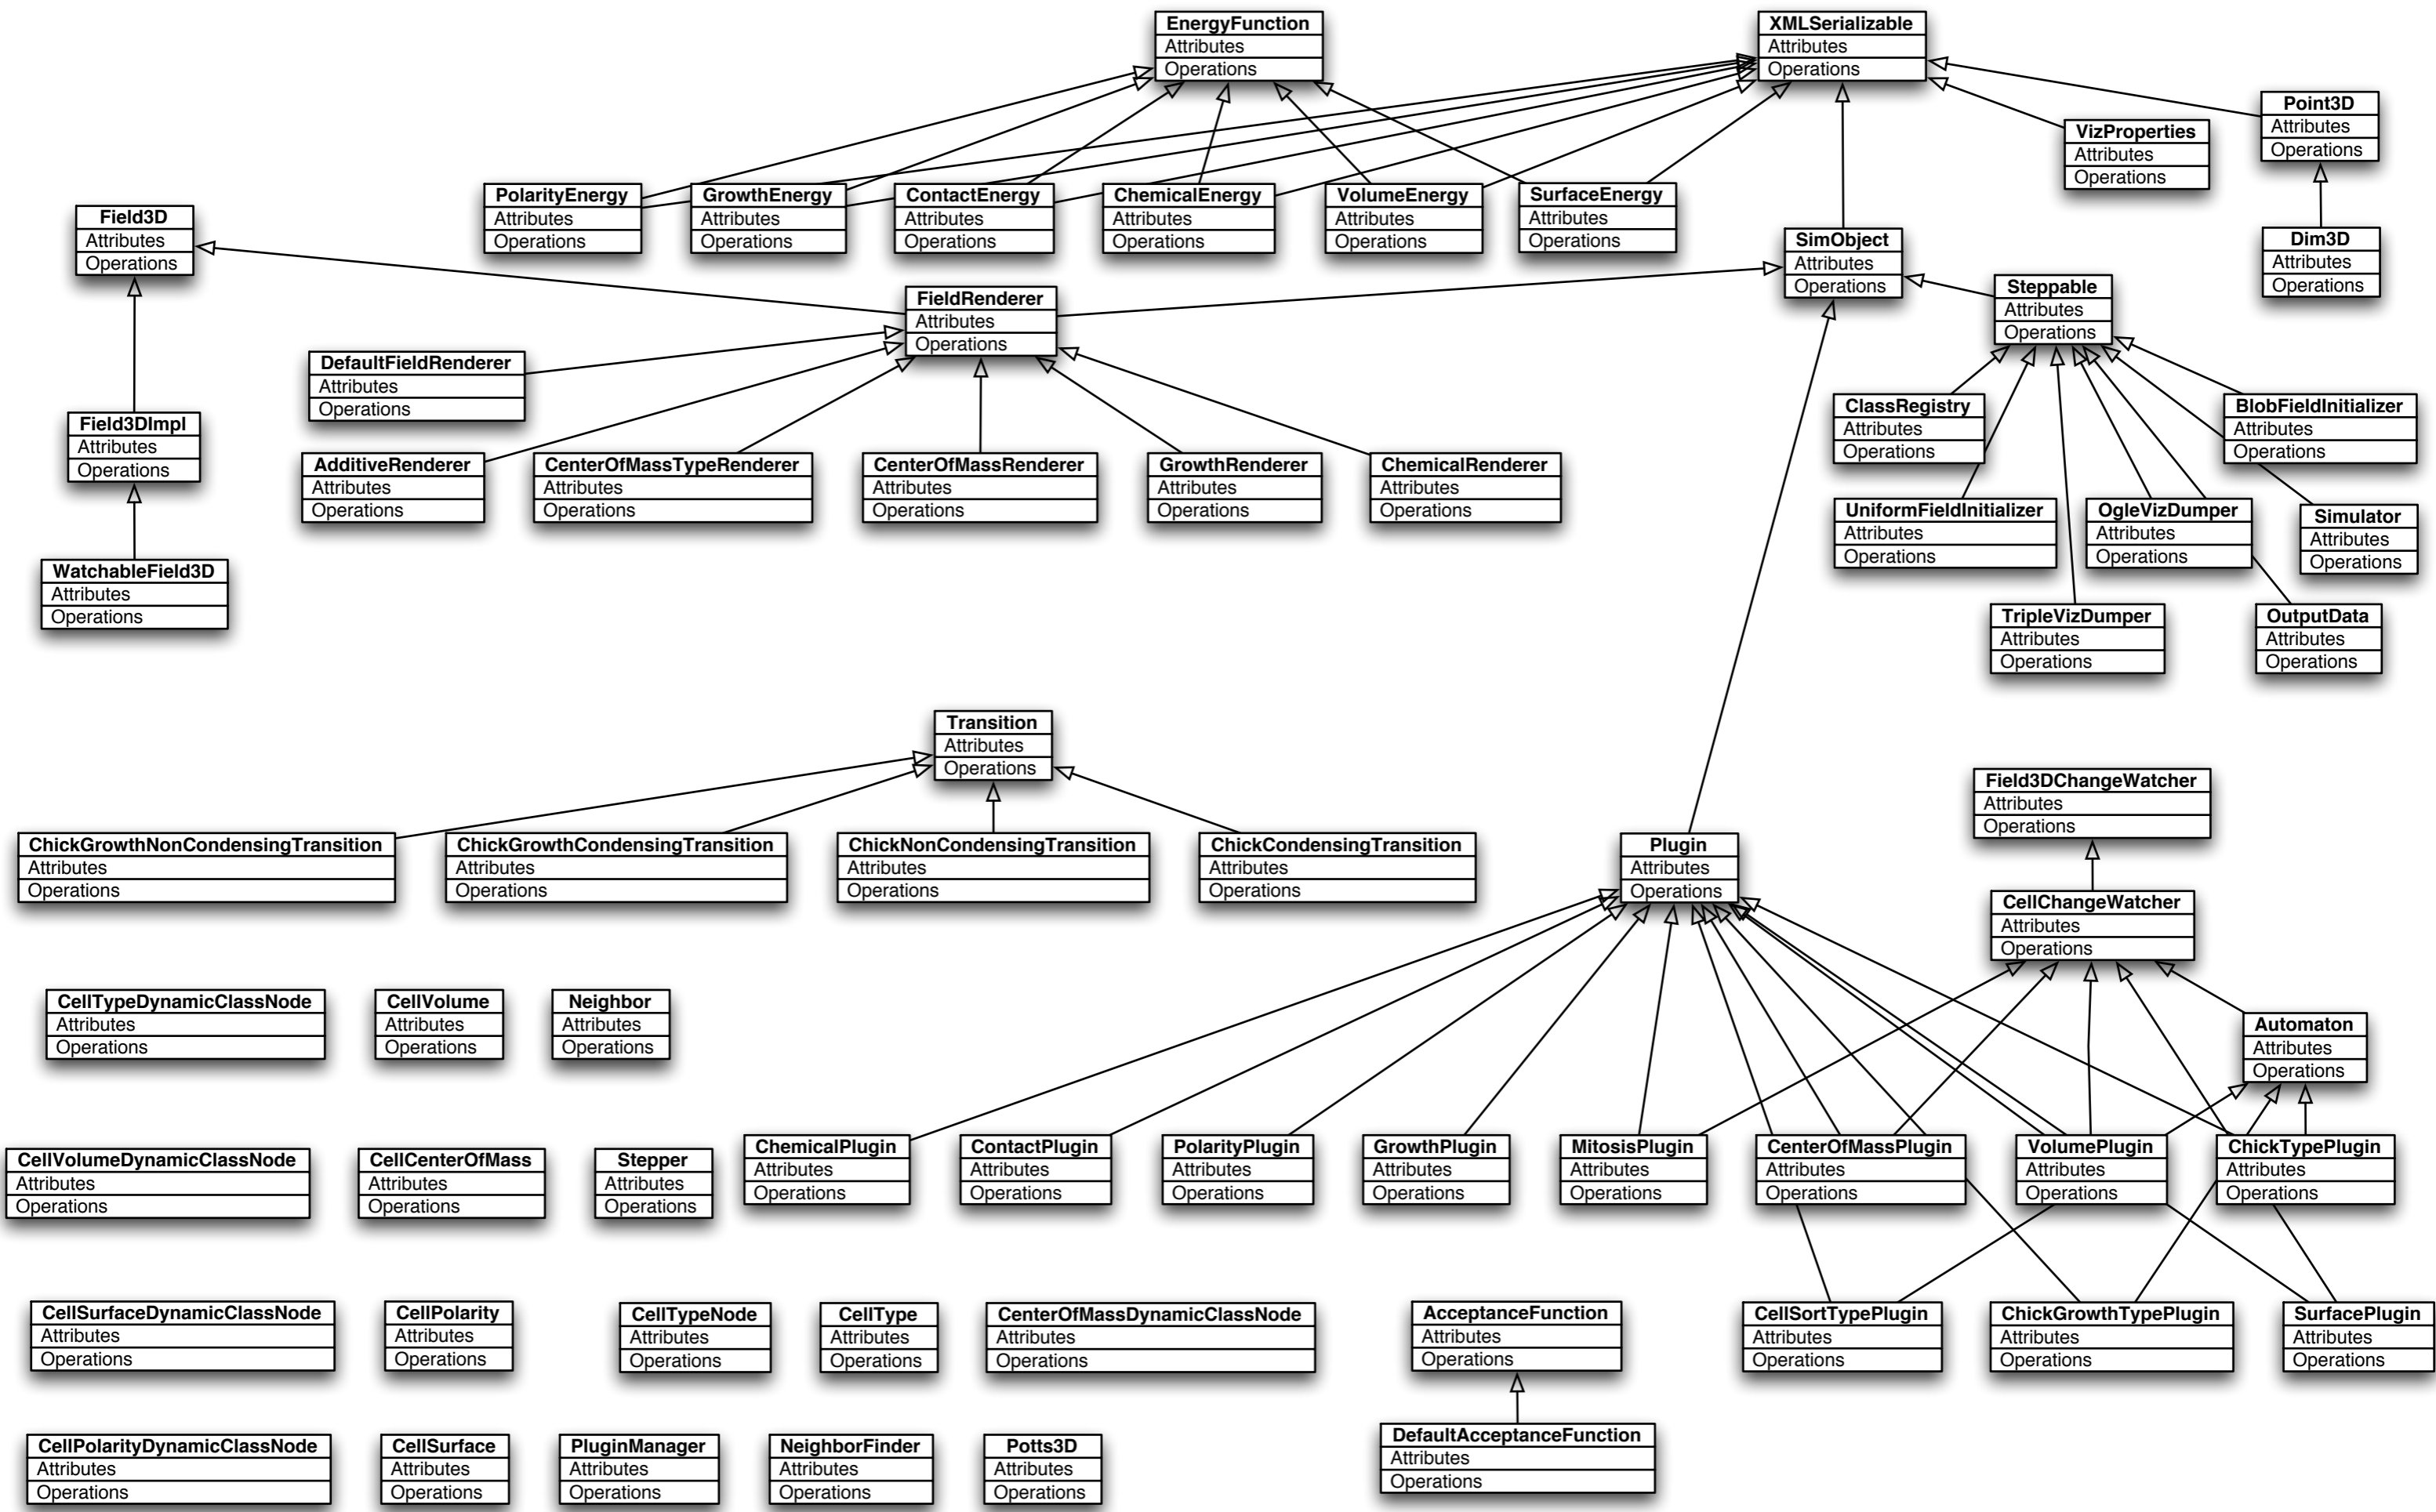 EnergyFunction
Attributes
Operations
XMLSerializable
Attributes
Operations
Point3D
Attributes
Operations
VizProperties
Attributes
Operations
PolarityEnergy
Attributes
Operations
GrowthEnergy
Attributes
Operations
ContactEnergy
Attributes
Operations
ChemicalEnergy
Attributes
Operations
VolumeEnergy
Attributes
Operations
SurfaceEnergy
Attributes
Operations
Field3D
Attributes
Operations
SimObject
Attributes
Operations
Dim3D
Attributes
Operations
Steppable
Attributes
Operations
FieldRenderer
Attributes
Operations
DefaultFieldRenderer
Attributes
Operations
ClassRegistry
Attributes
Operations
BlobFieldInitializer
Attributes
Operations
Field3DImpl
Attributes
Operations
AdditiveRenderer
Attributes
Operations
CenterOfMassTypeRenderer
Attributes
Operations
CenterOfMassRenderer
Attributes
Operations
GrowthRenderer
Attributes
Operations
ChemicalRenderer
Attributes
Operations
UniformFieldInitializer
Attributes
Operations
OgleVizDumper
Attributes
Operations
Simulator
Attributes
Operations
WatchableField3D
Attributes
Operations
TripleVizDumper
Attributes
Operations
OutputData
Attributes
Operations
Transition
Attributes
Operations
Field3DChangeWatcher
Attributes
Operations
ChickGrowthNonCondensingTransition
Attributes
Operations
ChickGrowthCondensingTransition
Attributes
Operations
ChickNonCondensingTransition
Attributes
Operations
ChickCondensingTransition
Attributes
Operations
Plugin
Attributes
Operations
CellChangeWatcher
Attributes
Operations
CellTypeDynamicClassNode
Attributes
Operations
CellVolume
Attributes
Operations
Neighbor
Attributes
Operations
Automaton
Attributes
Operations
CellVolumeDynamicClassNode
Attributes
Operations
CellCenterOfMass
Attributes
Operations
Stepper
Attributes
Operations
ChemicalPlugin
Attributes
Operations
ContactPlugin
Attributes
Operations
PolarityPlugin
Attributes
Operations
GrowthPlugin
Attributes
Operations
MitosisPlugin
Attributes
Operations
CenterOfMassPlugin
Attributes
Operations
VolumePlugin
Attributes
Operations
ChickTypePlugin
Attributes
Operations
CellSurfaceDynamicClassNode
Attributes
Operations
CellPolarity
Attributes
Operations
CellTypeNode
Attributes
Operations
CellType
Attributes
Operations
CenterOfMassDynamicClassNode
Attributes
Operations
AcceptanceFunction
Attributes
Operations
CellSortTypePlugin
Attributes
Operations
ChickGrowthTypePlugin
Attributes
Operations
SurfacePlugin
Attributes
Operations
CellPolarityDynamicClassNode
Attributes
Operations
CellSurface
Attributes
Operations
PluginManager
Attributes
Operations
NeighborFinder
Attributes
Operations
Potts3D
Attributes
Operations
DefaultAcceptanceFunction
Attributes
Operations